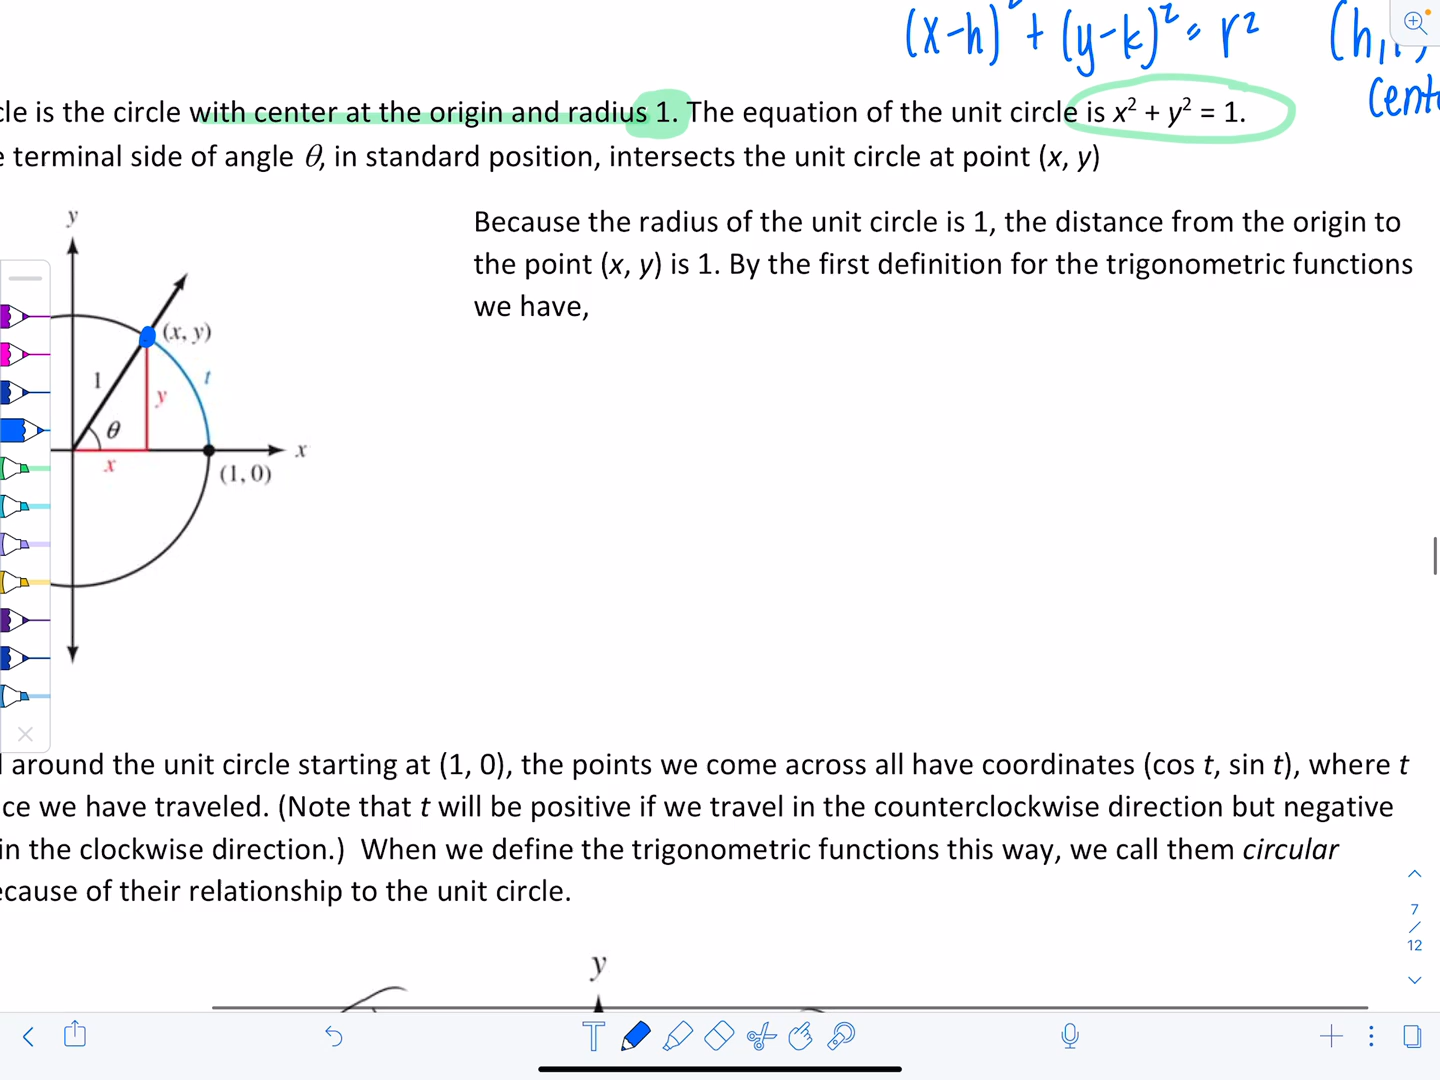 (x-h)² + (y-k)² = r²
cle is the circle with center at the origin and radius 1. The equation of the unit circle is x² + y² = 1.
e terminal side of angle θ, in standard position, intersects the unit circle at point (x, y)
y
Because the radius of the unit circle is 1, the distance from the origin to
the point (x, y) is 1. By the first definition for the trigonometric functions
we have,
(x, y)
1
t
y
θ
x
x
(1, 0)
l around the unit circle starting at (1, 0), the points we come across all have coordinates (cos t, sin t), where t
ce we have traveled. (Note that t will be positive if we travel in the counterclockwise direction but negative
in the clockwise direction.) When we define the trigonometric functions this way, we call them circular
ecause of their relationship to the unit circle.
7
/
12
y
T